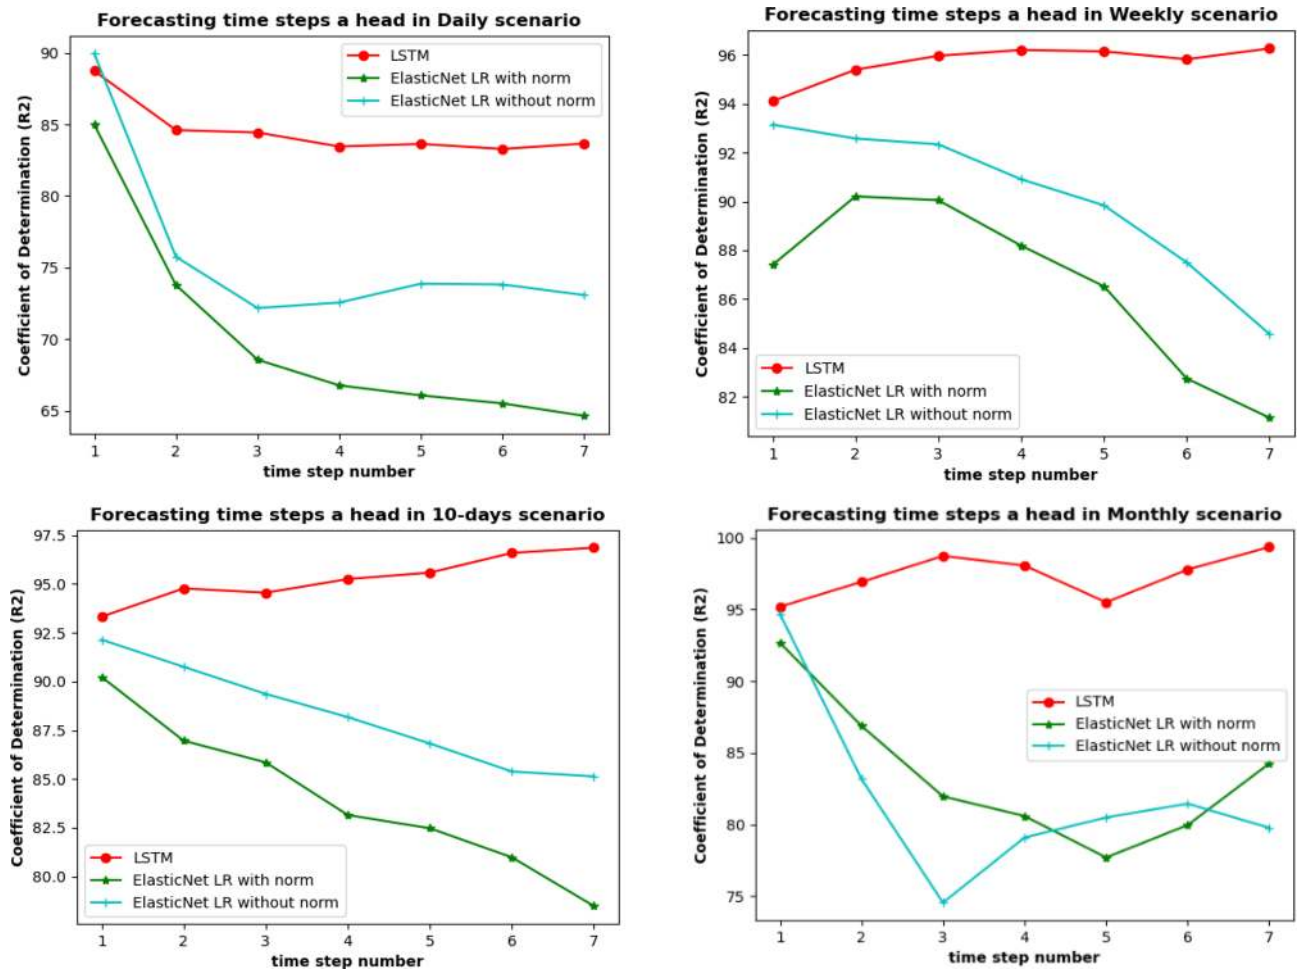 Forecasting time steps a head in Daily scenario
Coefficient of Determination (R2)
90
85
80
75
70
65
LSTM
ElasticNet LR with norm
ElasticNet LR without norm
1 2 3 4 5 6 7
time step number
Forecasting time steps a head in Weekly scenario
Coefficient of Determination (R2)
96
94
92
90
88
86
84
82
LSTM
ElasticNet LR with norm
ElasticNet LR without norm
1 2 3 4 5 6 7
time step number
Forecasting time steps a head in 10-days scenario
Coefficient of Determination (R2)
97.5
95.0
92.5
90.0
87.5
85.0
82.5
80.0
LSTM
ElasticNet LR with norm
ElasticNet LR without norm
1 2 3 4 5 6 7
time step number
Forecasting time steps a head in Monthly scenario
Coefficient of Determination (R2)
100
95
90
85
80
75
LSTM
ElasticNet LR with norm
ElasticNet LR without norm
1 2 3 4 5 6 7
time step number